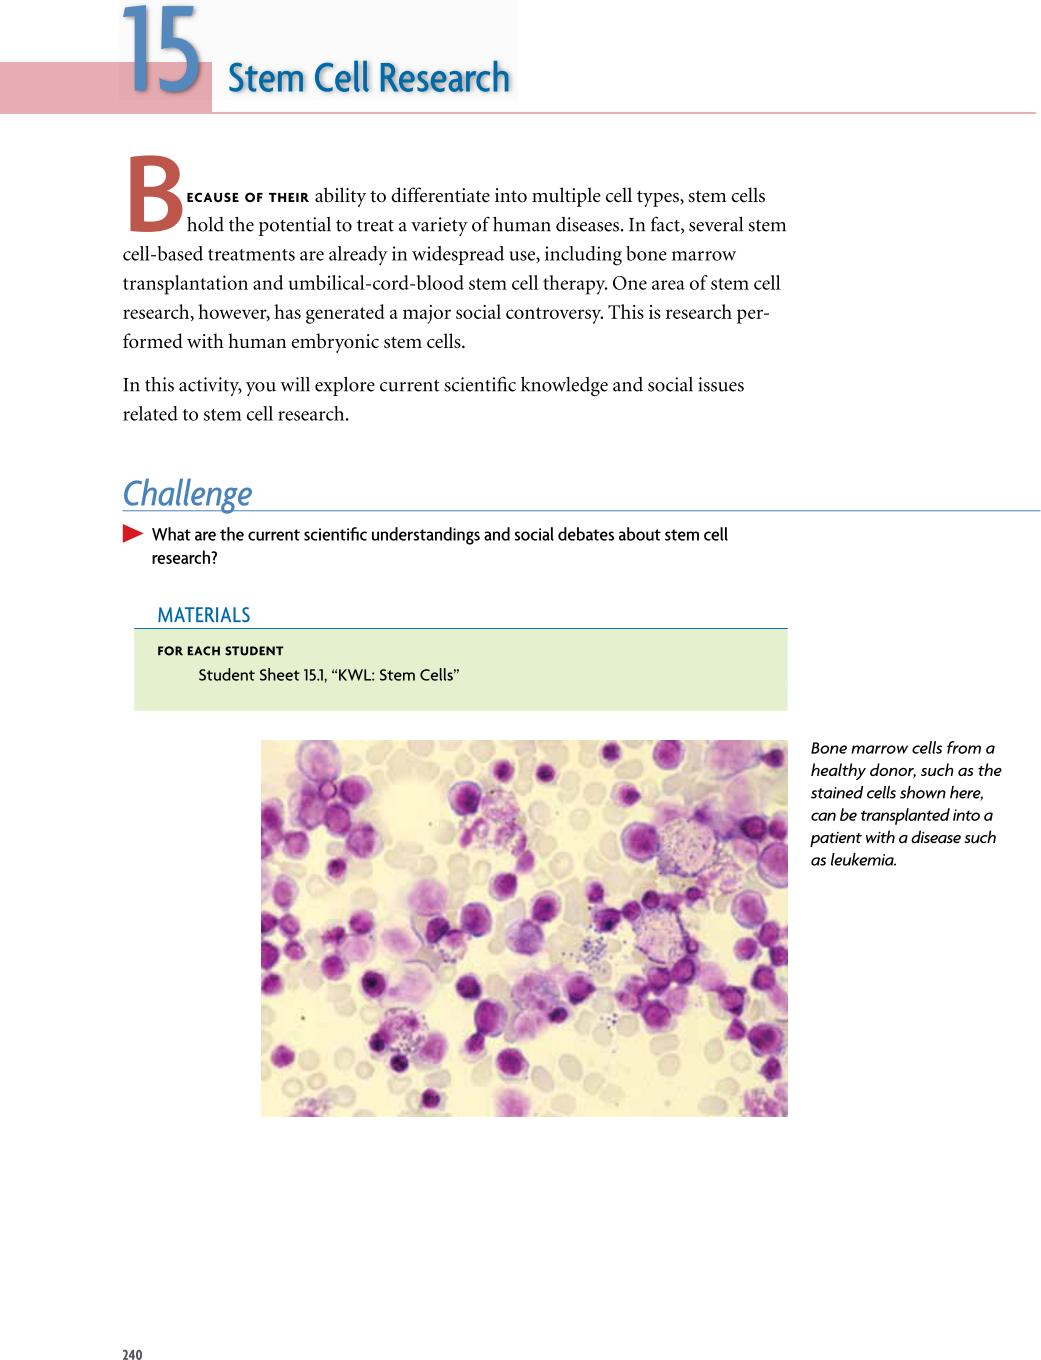 15 Stem Cell Research
BECAUSE OF THEIR ability to differentiate into multiple cell types, stem cells
hold the potential to treat a variety of human diseases. In fact, several stem
cell-based treatments are already in widespread use, including bone marrow
transplantation and umbilical-cord-blood stem cell therapy. One area of stem cell
research, however, has generated a major social controversy. This is research per-
formed with human embryonic stem cells.
In this activity, you will explore current scientific knowledge and social issues
related to stem cell research.
Challenge
What are the current scientific understandings and social debates about stem cell
research?
MATERIALS
FOR EACH STUDENT
Student Sheet 15.1, “KWL: Stem Cells”
Bone marrow cells from a
healthy donor, such as the
stained cells shown here,
can be transplanted into a
patient with a disease such
as leukemia.
240